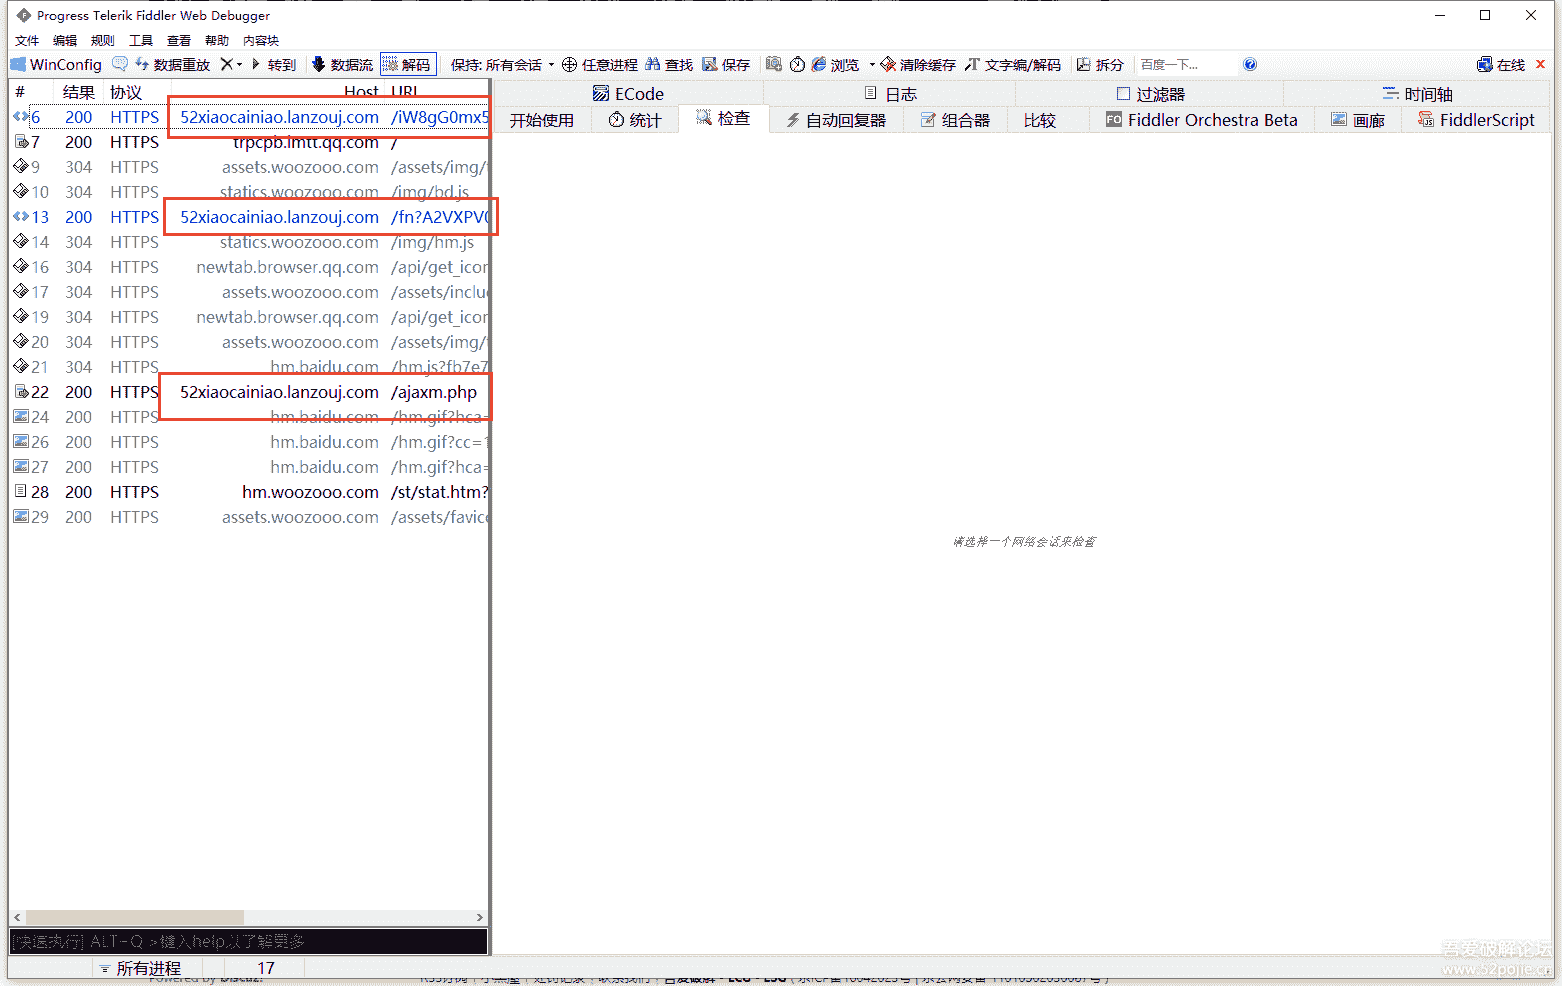 Progress Telerik Fiddler Web Debugger
文件 编辑 规则 工具 查看 帮助 内容块
WinConfig 数据重放 转到 数据流 解码 保持: 所有会话 任意进程 查找 保存 浏览 清除缓存 文字编/解码 拆分 百度一下... 在线
# 结果 协议 Host URL
6 200 HTTPS 52xiaocainiao.lanzouj.com /iW8gG0mx5
7 200 HTTPS trpcpb.imtt.qq.com /
9 304 HTTPS assets.woozooo.com /assets/img/
10 304 HTTPS statics.woozooo.com /img/bd.js
13 200 HTTPS 52xiaocainiao.lanzouj.com /fn?A2VXPV
14 304 HTTPS statics.woozooo.com /img/hm.js
16 304 HTTPS newtab.browser.qq.com /api/get_icon
17 304 HTTPS assets.woozooo.com /assets/inclu
19 304 HTTPS newtab.browser.qq.com /api/get_icon
20 304 HTTPS assets.woozooo.com /assets/img/
21 304 HTTPS hm.baidu.com /hm.js?fb7e7
22 200 HTTPS 52xiaocainiao.lanzouj.com /ajaxm.php
24 200 HTTPS hm.baidu.com /hm.gif?hca=
26 200 HTTPS hm.baidu.com /hm.gif?cc=
27 200 HTTPS hm.baidu.com /hm.gif?hca=
28 200 HTTPS hm.woozooo.com /st/stat.htm?
29 200 HTTPS assets.woozooo.com /assets/favic
ECode 日志 过滤器 时间轴
开始使用 统计 检查 自动回复器 组合器 比较 FO Fiddler Orchestra Beta 画廊 FiddlerScript
请选择一个网络会话来检查
[快速执行] ALT-Q >键入help以了解更多
所有进程 17
吾爱破解论坛
www.52pojie.cn